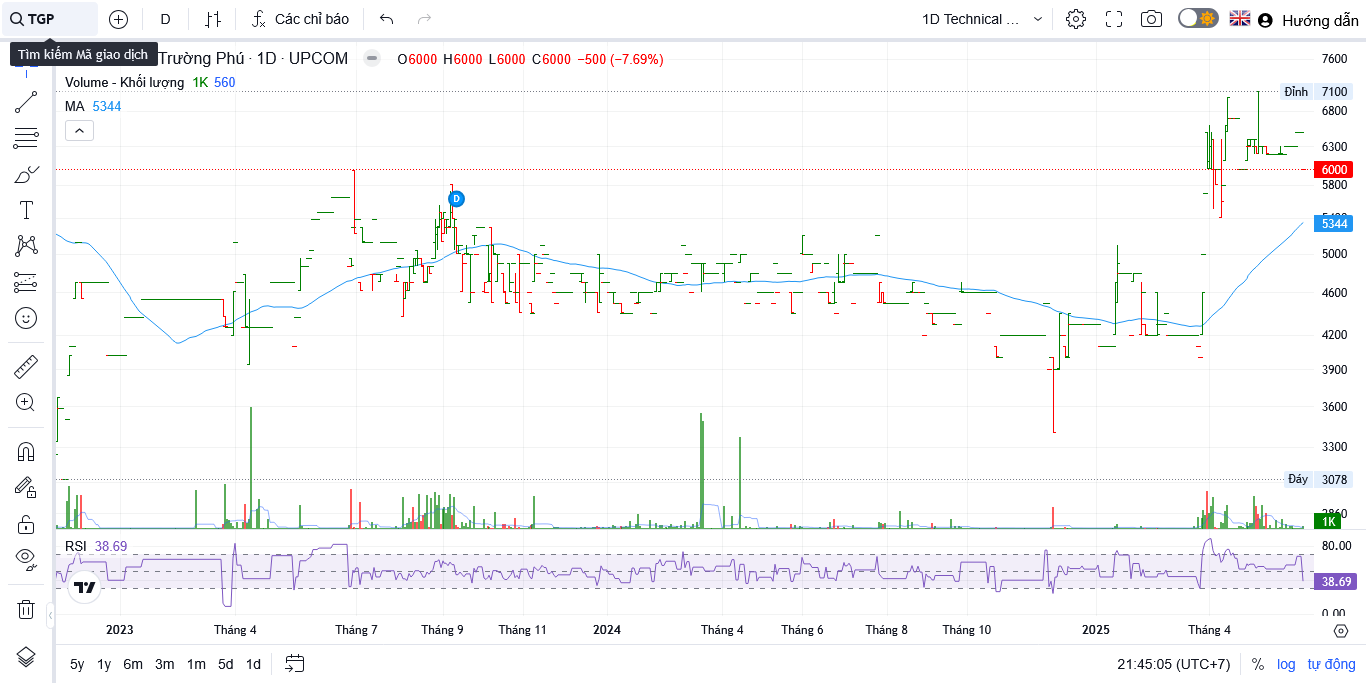 TGP
D
Các chỉ báo
1D Technical ...
Hướng dẫn
Tìm kiếm Mã giao dịch
Trường Phú · 1D · UPCOM
O6000 H6000 L6000 C6000 −500 (−7.69%)
Volume - Khối lượng 1K 560
MA 5344
7600
Đỉnh 7100
6800
6300
6000
5800
5344
5000
4600
4200
3900
3600
3300
Đáy 3078
2860
1K
D
RSI 38.69
80.00
38.69
0.00
2023 Tháng 4 Tháng 7 Tháng 9 Tháng 11 2024 Tháng 4 Tháng 6 Tháng 8 Tháng 10 2025 Tháng 4
5y 1y 6m 3m 1m 5d 1d
21:45:05 (UTC+7) % log tự động